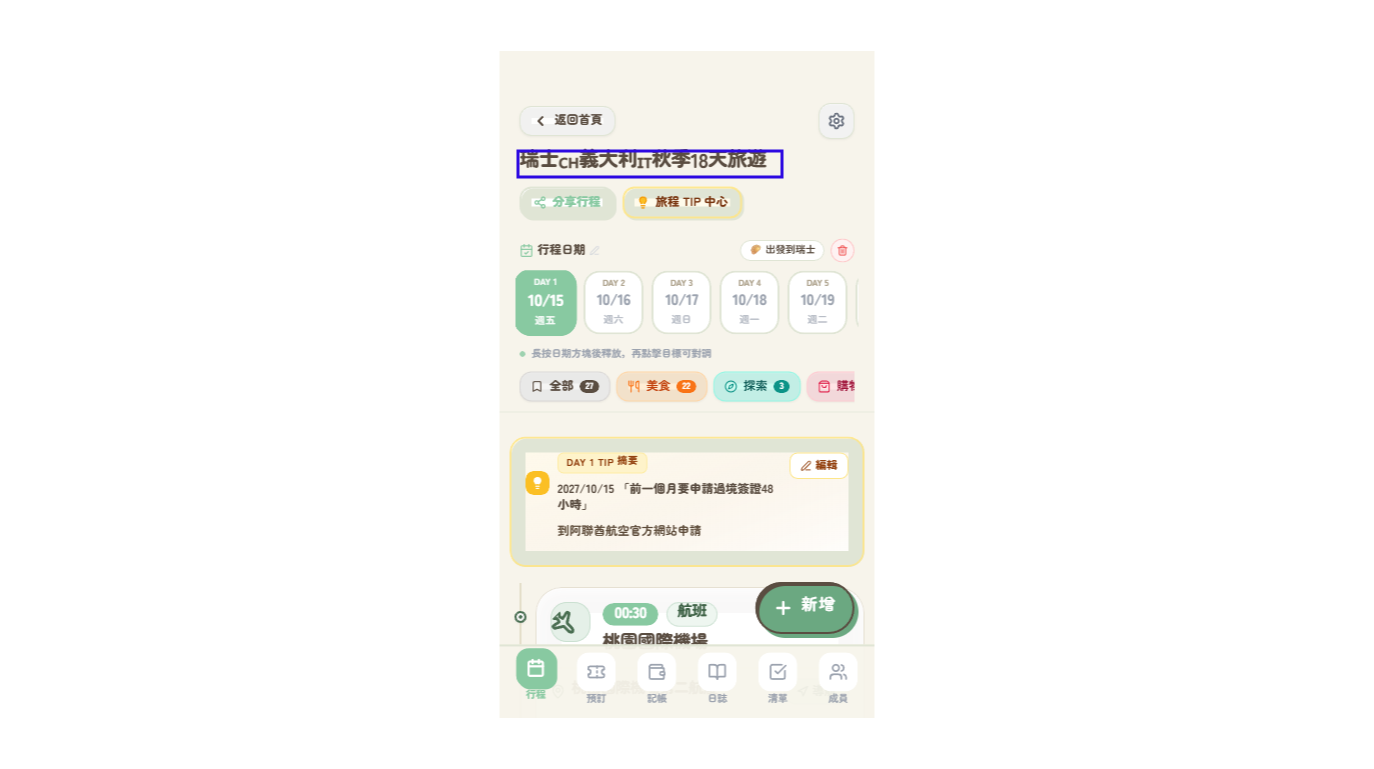 返回首頁
瑞士CH義大利IT秋季18天旅遊
分享行程
旅程 TIP 中心
行程日期
出發到瑞士
DAY 1 DAY 2 DAY 3 DAY 4 DAY 5
10/15 10/16 10/17 10/18 10/19
週五 週六 週日 週一 週二
長按日期方塊後釋放，再點擊目標可對調
全部 27 美食 22 探索 3 購物
DAY 1 TIP 摘要
編輯
2027/10/15 「前一個月要申請過境簽證48
小時」
到阿聯酋航空官方網站申請
00:30 航班
新增
桃園國際機場
行程 預訂 記帳 日誌 清單 成員